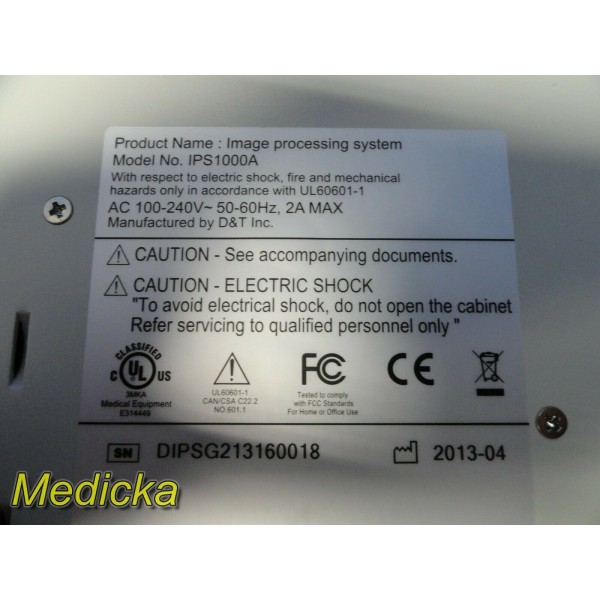 Product Name : Image processing system
Model No. IPS1000A
With respect to electric shock, fire and mechanical
hazards only in accordance with UL60601-1
AC 100-240V~ 50-60Hz, 2A MAX
Manufactured by D&T Inc.
CAUTION - See accompanying documents.
CAUTION - ELECTRIC SHOCK
"To avoid electrical shock, do not open the cabinet
Refer servicing to qualified personnel only "
CLASSIFIED
C UL US
3MKA
Medical Equipment
E314449
UL60601-1
CAN/CSA C22.2
NO.601.1
FC
Tested to comply
with FCC Standards
For Home or Office Use
CE
SN DIPSG213160018 2013-04
Medicka